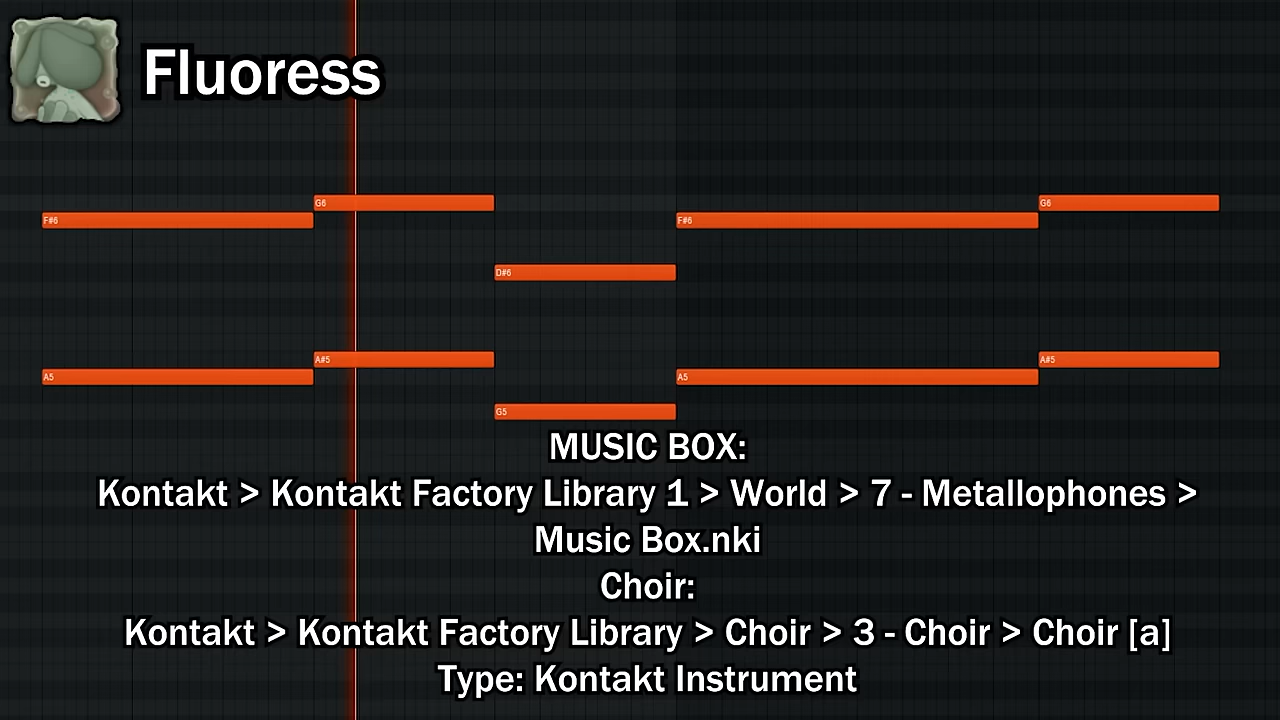 Fluoress
G6
G6
F#6
F#6
D#6
A#5
A#5
A5
A5
G5
MUSIC BOX:
Kontakt > Kontakt Factory Library 1 > World > 7 - Metallophones >
Music Box.nki
Choir:
Kontakt > Kontakt Factory Library > Choir > 3 - Choir > Choir [a]
Type: Kontakt Instrument